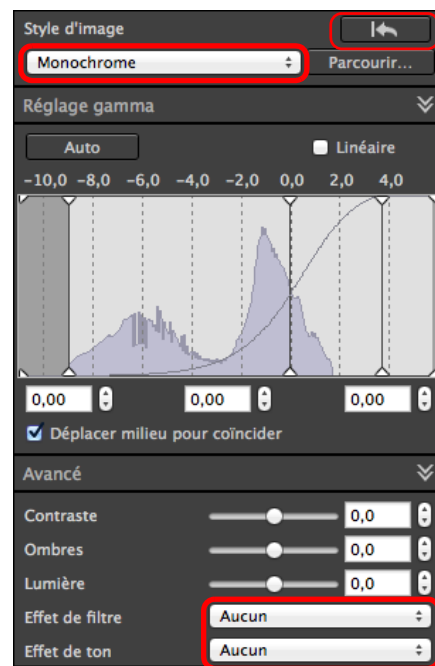 Style d'image
Monochrome Parcourir...
Réglage gamma
Auto Linéaire
-10,0 -8,0 -6,0 -4,0 -2,0 0,0 2,0 4,0
0,00 0,00 0,00
Déplacer milieu pour coïncider
Avancé
Contraste 0,0
Ombres 0,0
Lumière 0,0
Effet de filtre Aucun
Effet de ton Aucun